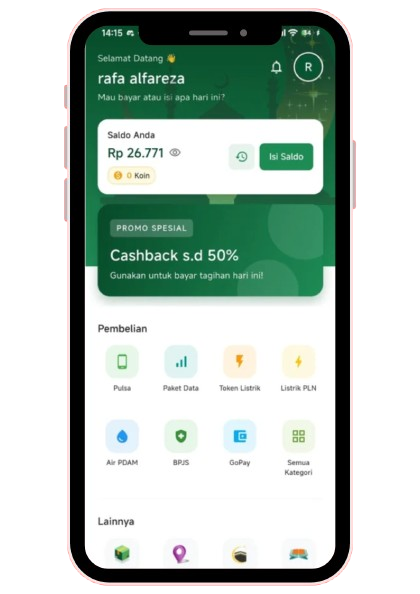 14:15
84
Selamat Datang 👋
rafa alfareza
R
Mau bayar atau isi apa hari ini?
Saldo Anda
Rp 26.771
Isi Saldo
0 Koin
PROMO SPESIAL
Cashback s.d 50%
Gunakan untuk bayar tagihan hari ini!
Pembelian
Pulsa
Paket Data
Token Listrik
Listrik PLN
Air PDAM
BPJS
GoPay
Semua
Kategori
Lainnya